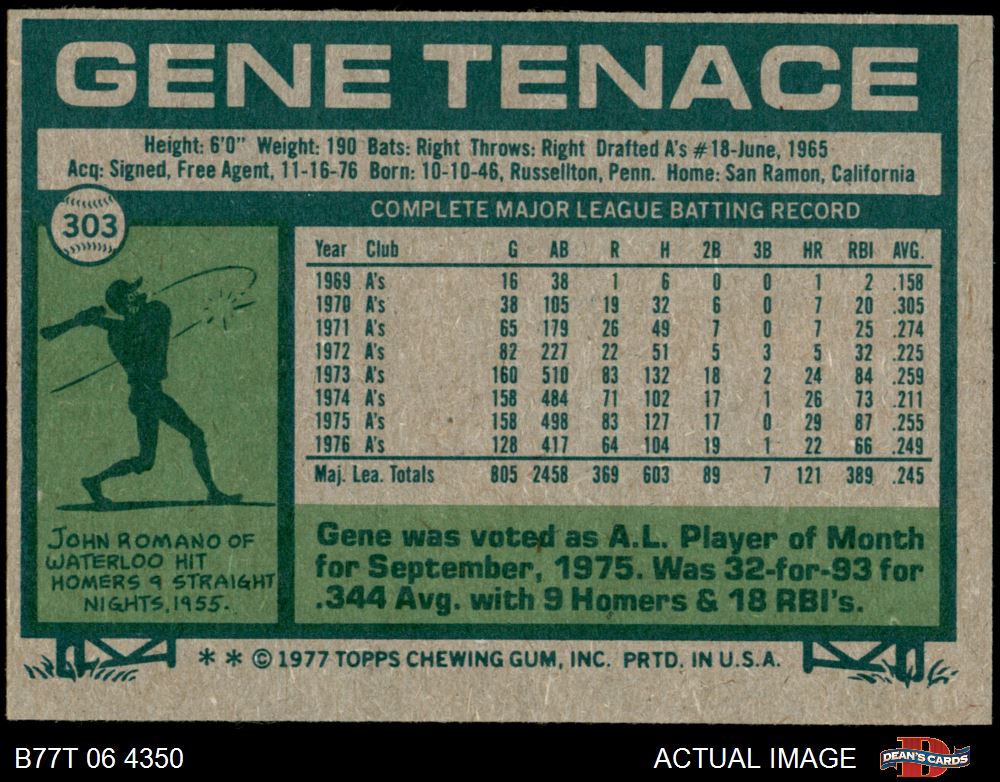 GENE TENACE
Height: 6'0" Weight: 190 Bats: Right Throws: Right Drafted A's #18-June, 1965
Acq: Signed, Free Agent, 11-16-76 Born: 10-10-46, Russellton, Penn. Home: San Ramon, California
303
COMPLETE MAJOR LEAGUE BATTING RECORD
Year Club G AB R H 2B 3B HR RBI AVG.
1969 A's 16 38 1 6 0 0 1 2 .158
1970 A's 38 105 19 32 6 0 7 20 .305
1971 A's 65 179 26 49 7 0 7 25 .274
1972 A's 82 227 22 51 5 3 5 32 .225
1973 A's 160 510 83 132 18 2 24 84 .259
1974 A's 158 484 71 102 17 1 26 73 .211
1975 A's 158 498 83 127 17 0 29 87 .255
1976 A's 128 417 64 104 19 1 22 66 .249
Maj. Lea. Totals 805 2458 369 603 89 7 121 389 .245
JOHN ROMANO OF
WATERLOO HIT
HOMERS 9 STRAIGHT
NIGHTS, 1955.
Gene was voted as A.L. Player of Month
for September, 1975. Was 32-for-93 for
.344 Avg. with 9 Homers & 18 RBI's.
* * © 1977 TOPPS CHEWING GUM, INC. PRTD. IN U.S.A.
B77T 06 4350
ACTUAL IMAGE
DEAN'S CARDS